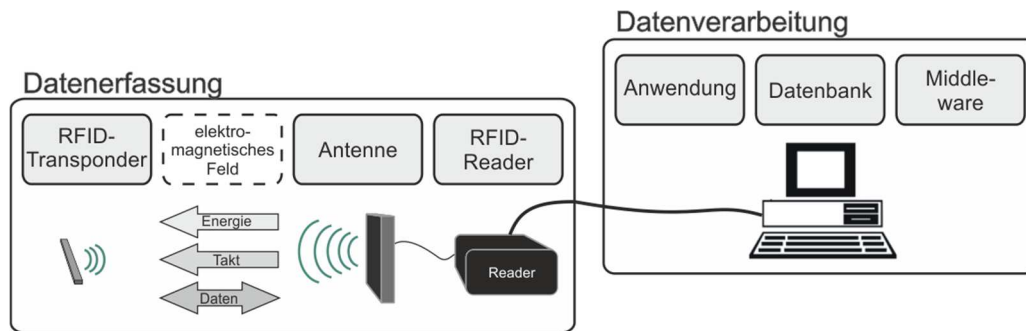 Datenverarbeitung
Anwendung
Datenbank
Middle-
ware
Datenerfassung
RFID-
Transponder
elektro-
magnetisches
Feld
Antenne
RFID-
Reader
Energie
Takt
Daten
Reader